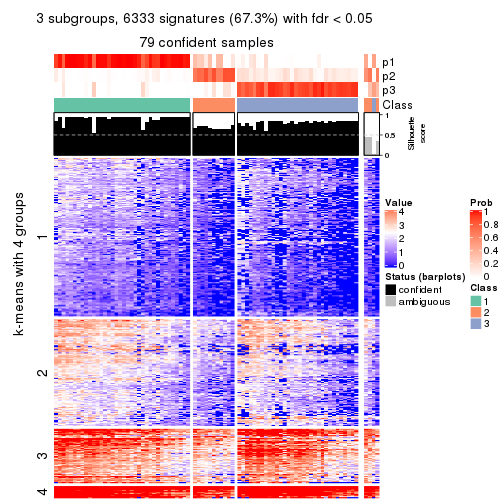 3 subgroups, 6333 signatures (67.3%) with fdr < 0.05
79 confident samples
p1
p2
p3
Class
1
0.5
0
Silhouette
score
k-means with 4 groups
1
2
3
4
Value
4
3
2
1
0
Status (barplots)
confident
ambiguous
Prob
1
0.8
0.6
0.4
0.2
0
Class
1
2
3